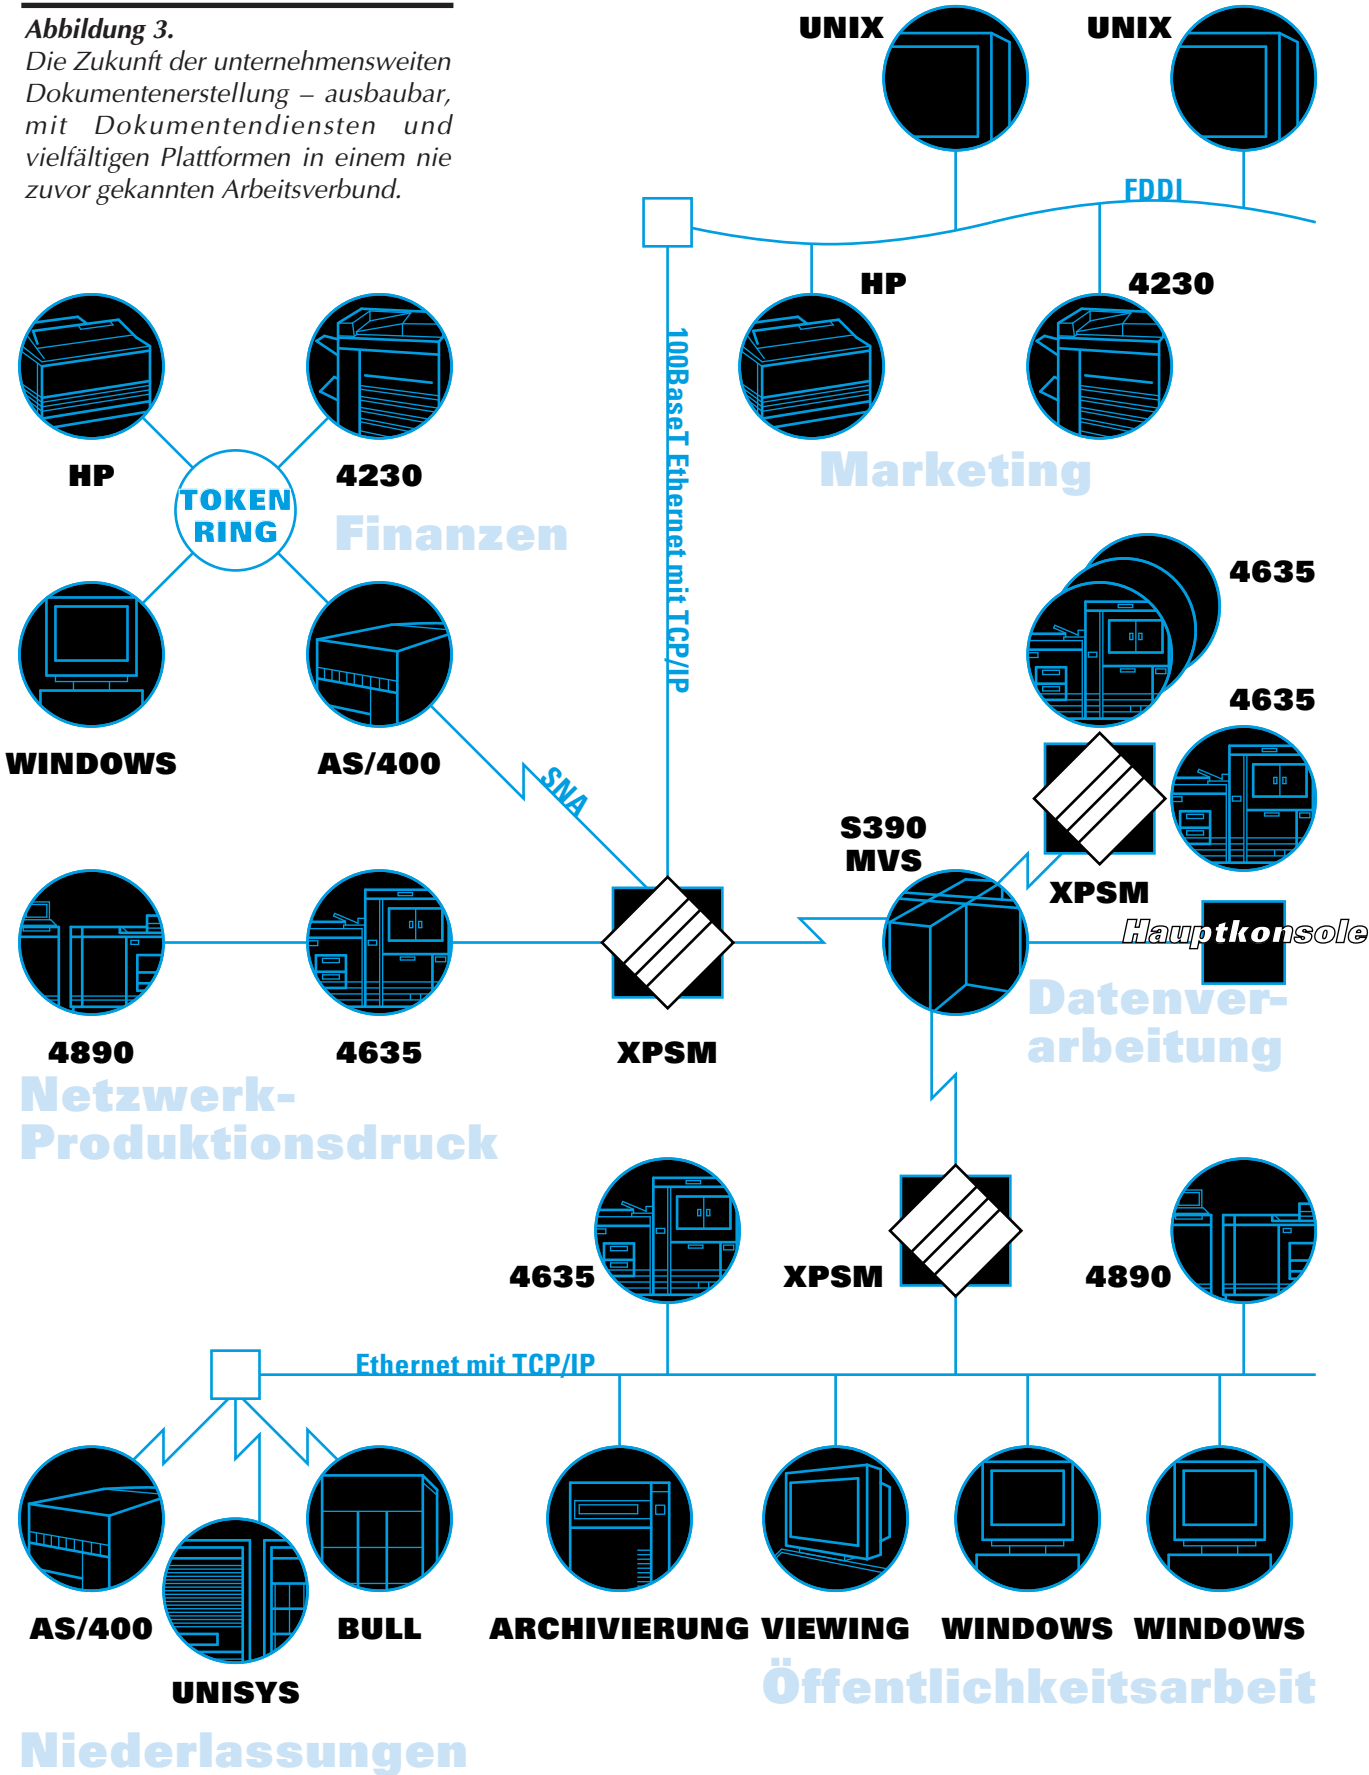 Abbildung 3.
Die Zukunft der unternehmensweiten
Dokumentenerstellung – ausbaubar,
mit Dokumentendiensten und
vielfältigen Plattformen in einem nie
zuvor gekannten Arbeitsverbund.
UNIX
UNIX
FDDI
HP
4230
Marketing
100BaseT Ethernet mit TCP/IP
HP
4230
TOKEN
RING
Finanzen
WINDOWS
AS/400
SNA
4635
4635
S390
MVS
XPSM
Hauptkonsole
Datenver-
arbeitung
4890
4635
XPSM
Netzwerk-
Produktionsdruck
4635
XPSM
4890
Ethernet mit TCP/IP
AS/400
UNISYS
BULL
Niederlassungen
ARCHIVIERUNG
VIEWING
WINDOWS
WINDOWS
Öffentlichkeitsarbeit